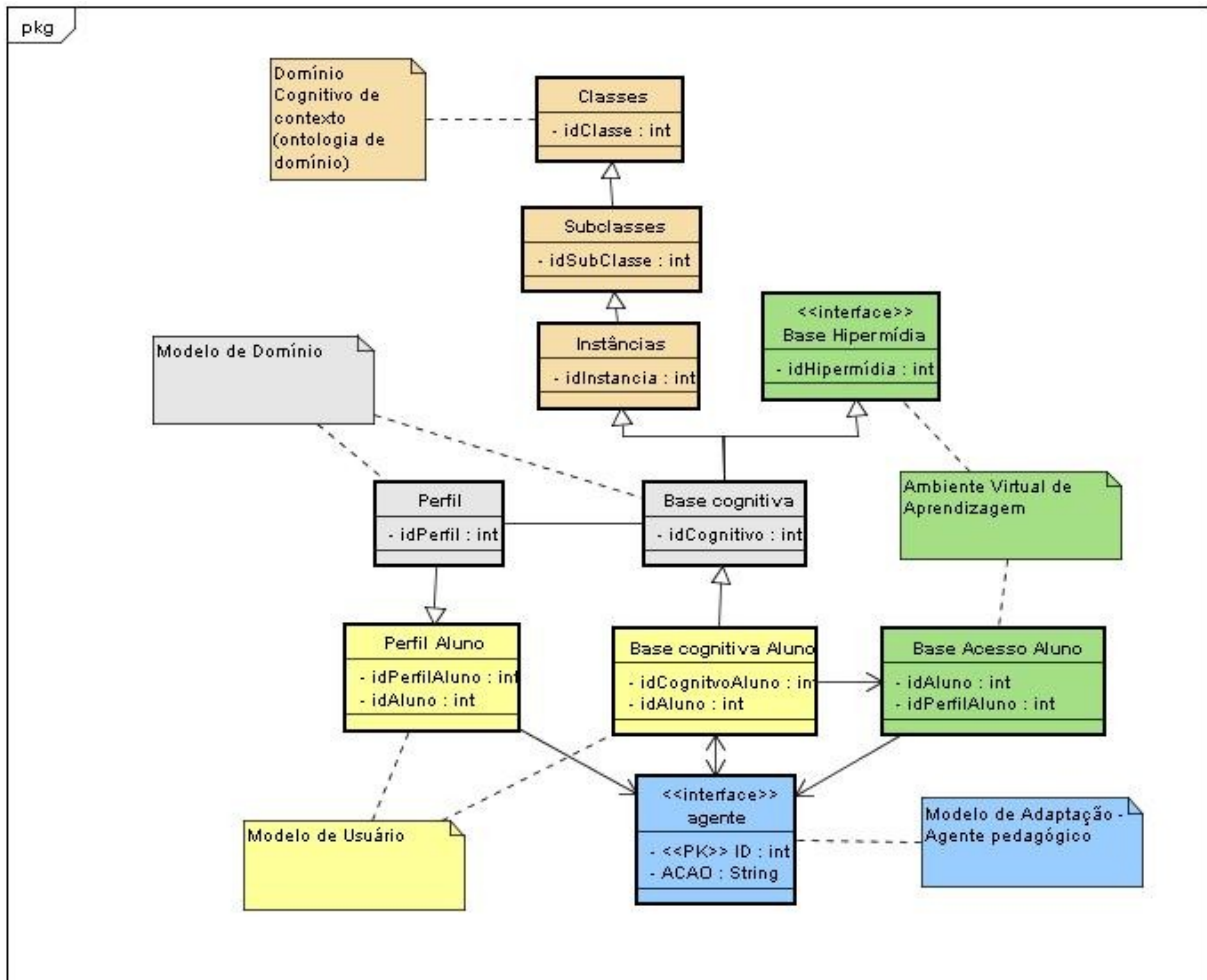 pkg
Domínio
Cognitivo de
contexto
(ontologia de
domínio)
Classes
- idClasse : int
Subclasses
- idSubClasse : int
Instâncias
- idInstancia : int
<<interface>>
Base Hipermídia
- idHipermídia : int
Modelo de Domínio
Perfil
- idPerfil : int
Base cognitiva
- idCognitivo : int
Ambiente Virtual de
Aprendizagem
Perfil Aluno
- idPerfilAluno : int
- idAluno : int
Base cognitiva Aluno
- idCognitvoAluno : int
- idAluno : int
Base Acesso Aluno
- idAluno : int
- idPerfilAluno : int
<<interface>>
agente
- <<PK>> ID : int
- ACAO : String
Modelo de Usuário
Modelo de Adaptação -
Agente pedagógico